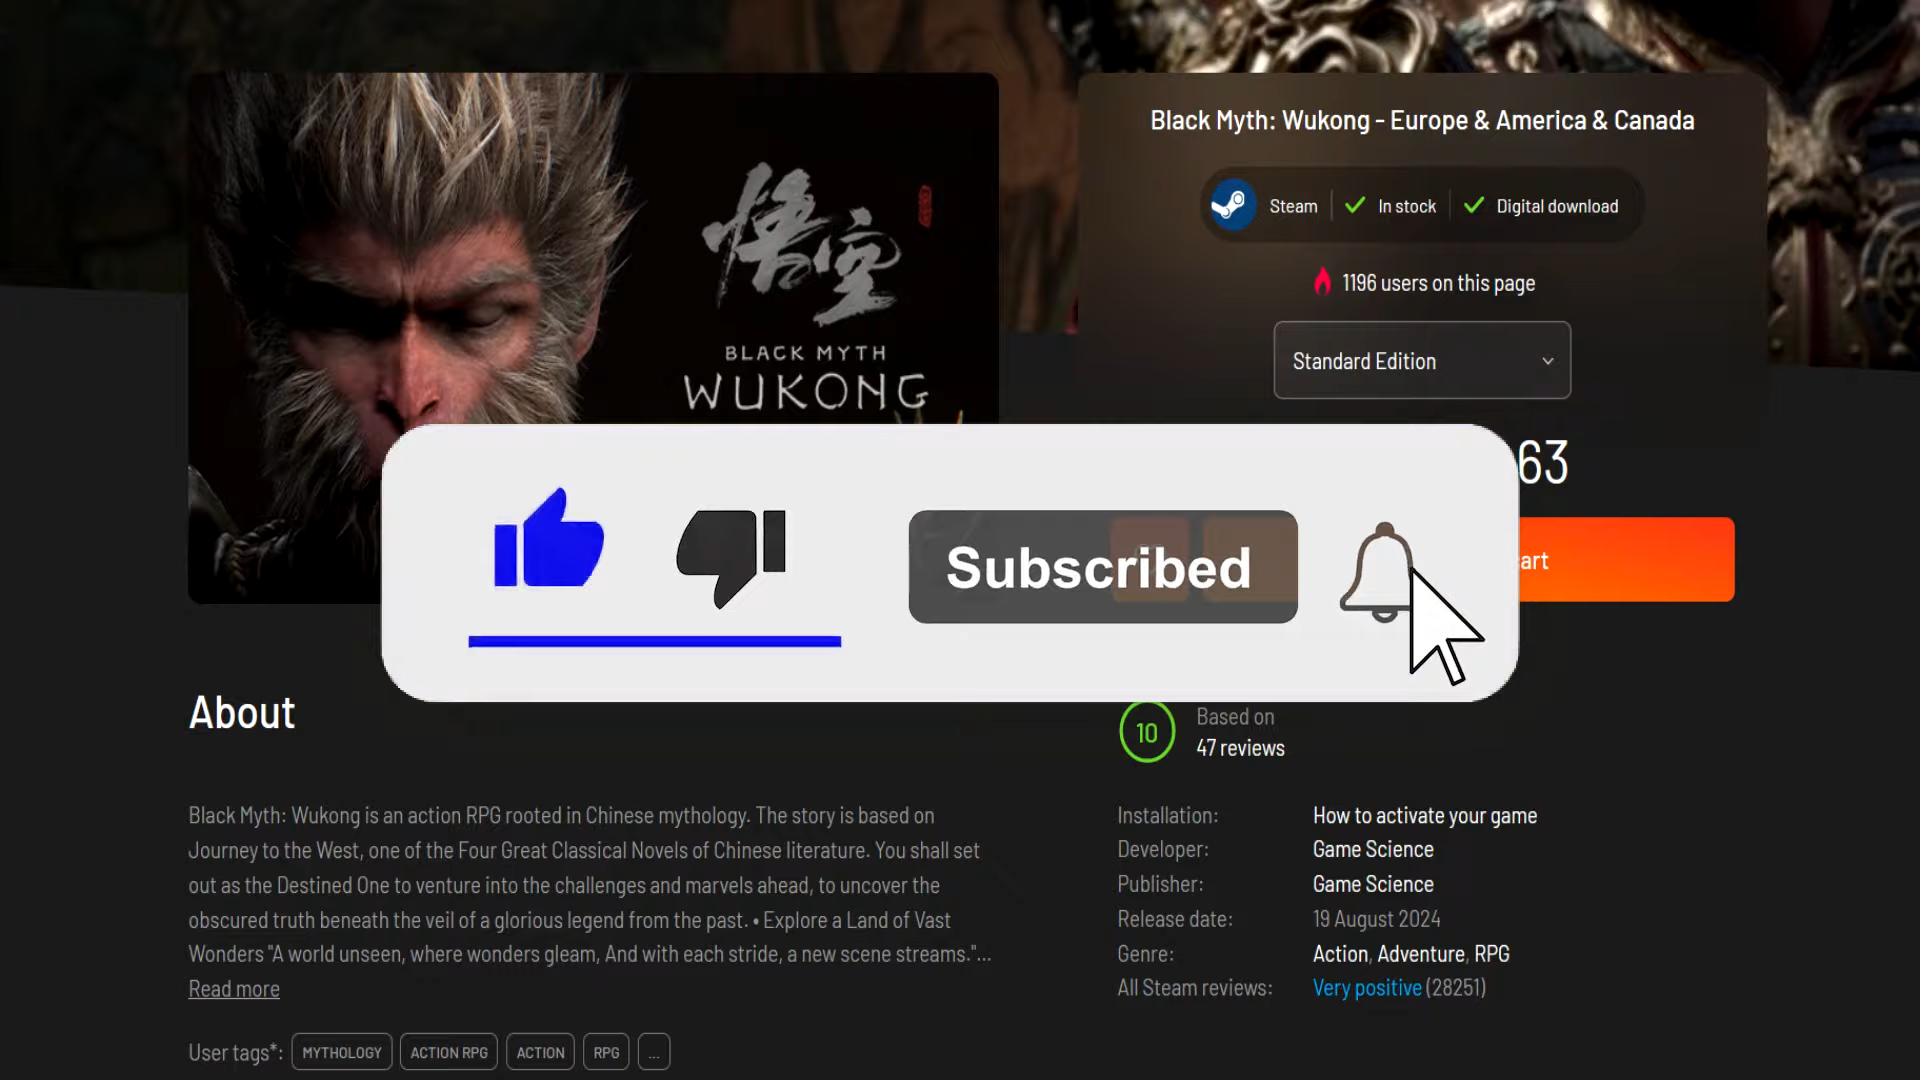 悟空
BLACK MYTH
WUKONG
Black Myth: Wukong - Europe & America & Canada
Steam
In stock
Digital download
1196 users on this page
Standard Edition
63
art
Subscribed
About
10
Based on
47 reviews
Black Myth: Wukong is an action RPG rooted in Chinese mythology. The story is based on
Journey to the West, one of the Four Great Classical Novels of Chinese literature. You shall set
out as the Destined One to venture into the challenges and marvels ahead, to uncover the
obscured truth beneath the veil of a glorious legend from the past. • Explore a Land of Vast
Wonders "A world unseen, where wonders gleam, And with each stride, a new scene streams."...
Read more
Installation: How to activate your game
Developer: Game Science
Publisher: Game Science
Release date: 19 August 2024
Genre: Action, Adventure, RPG
All Steam reviews: Very positive (28251)
User tags*: MYTHOLOGY ACTION RPG ACTION RPG ...